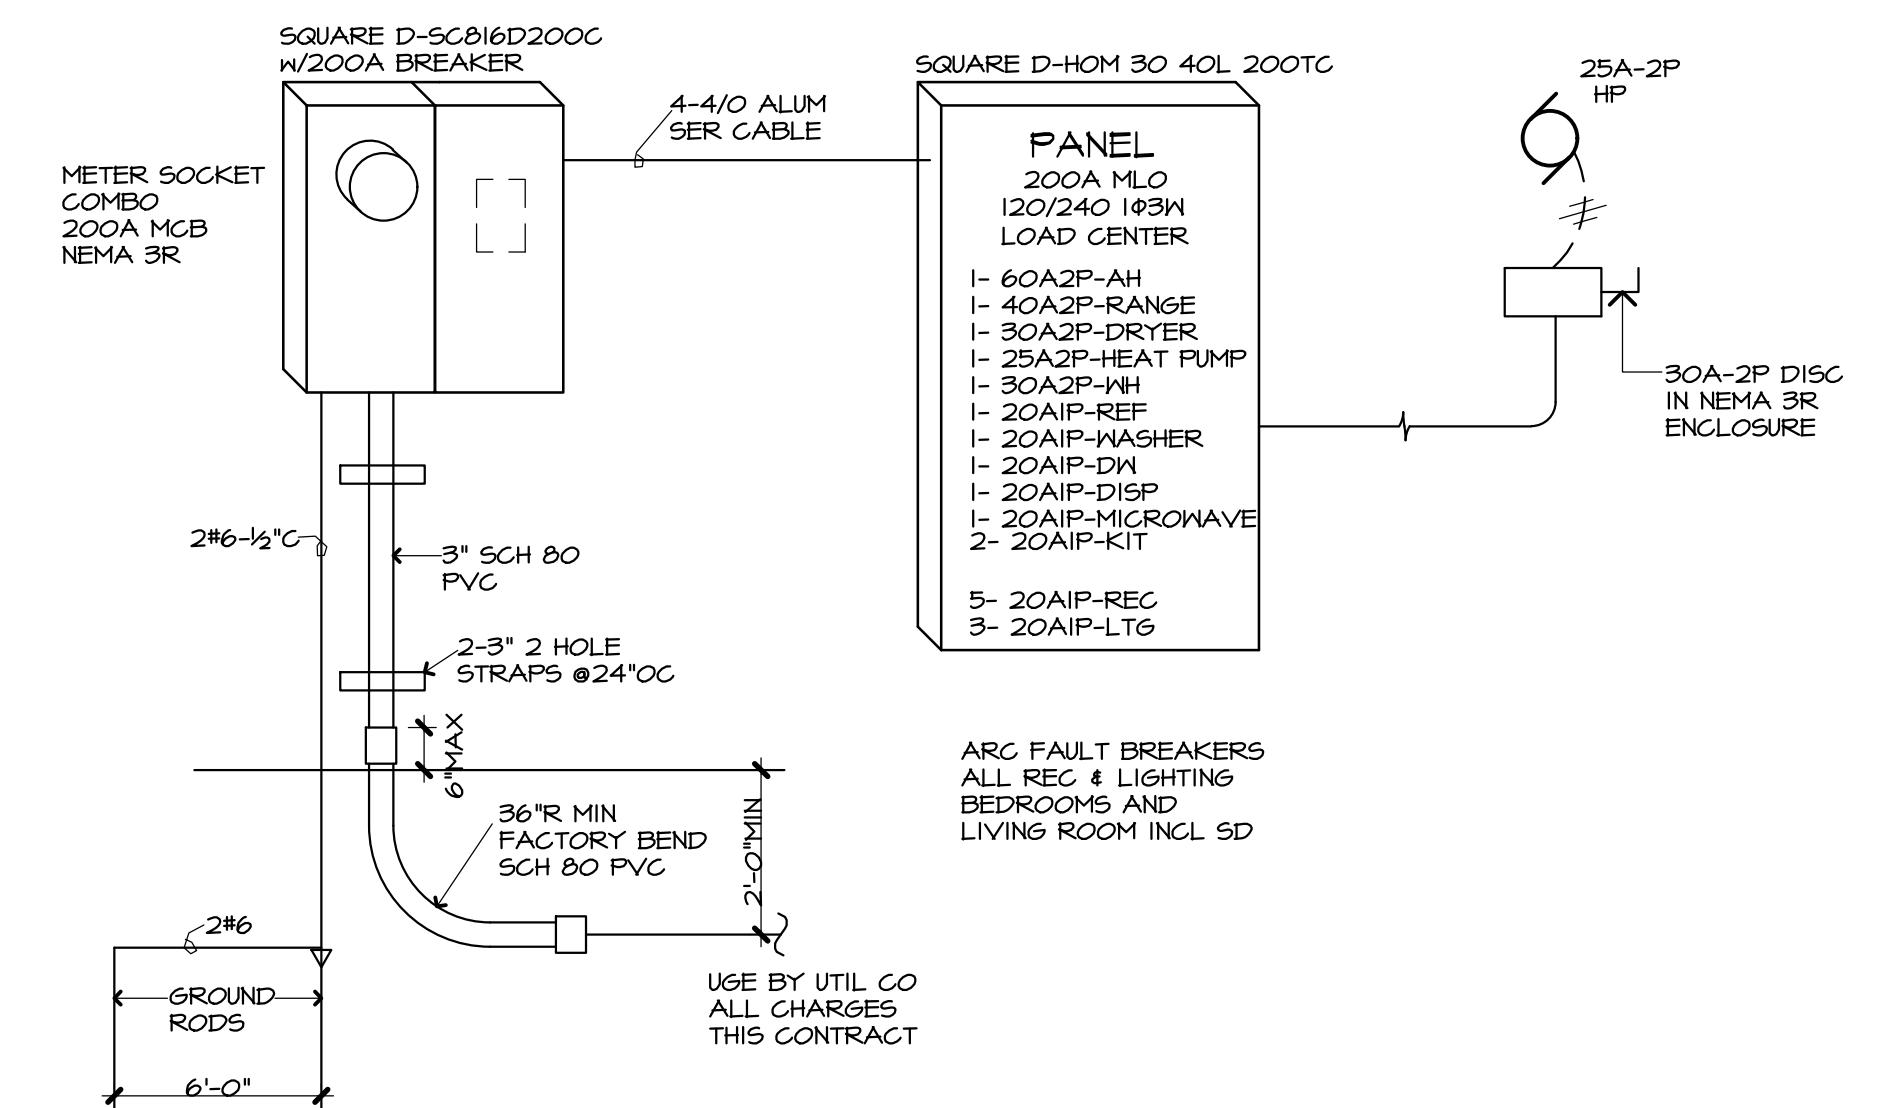 SQUARE D-SC816D200C
W/200A BREAKER
METER SOCKET
COMBO
200A MCB
NEMA 3R
4-4/0 ALUM
SER CABLE
SQUARE D-HOM 30 40L 200TC
PANEL
200A MLO
120/240 1Φ3W
LOAD CENTER
1- 60A2P-AH
1- 40A2P-RANGE
1- 30A2P-DRYER
1- 25A2P-HEAT PUMP
1- 30A2P-WH
1- 20A1P-REF
1- 20A1P-WASHER
1- 20A1P-DW
1- 20A1P-DISP
1- 20A1P-MICROWAVE
2- 20A1P-KIT
5- 20A1P-REC
3- 20A1P-LTG
25A-2P
HP
30A-2P DISC
IN NEMA 3R
ENCLOSURE
2#6-½"C
3" SCH 80
PVC
2-3" 2 HOLE
STRAPS @24"OC
6"MAX
36"R MIN
FACTORY BEND
SCH 80 PVC
2'-0"MIN
ARC FAULT BREAKERS
ALL REC & LIGHTING
BEDROOMS AND
LIVING ROOM INCL SD
2#6
GROUND
RODS
6'-0"
UGE BY UTIL CO
ALL CHARGES
THIS CONTRACT